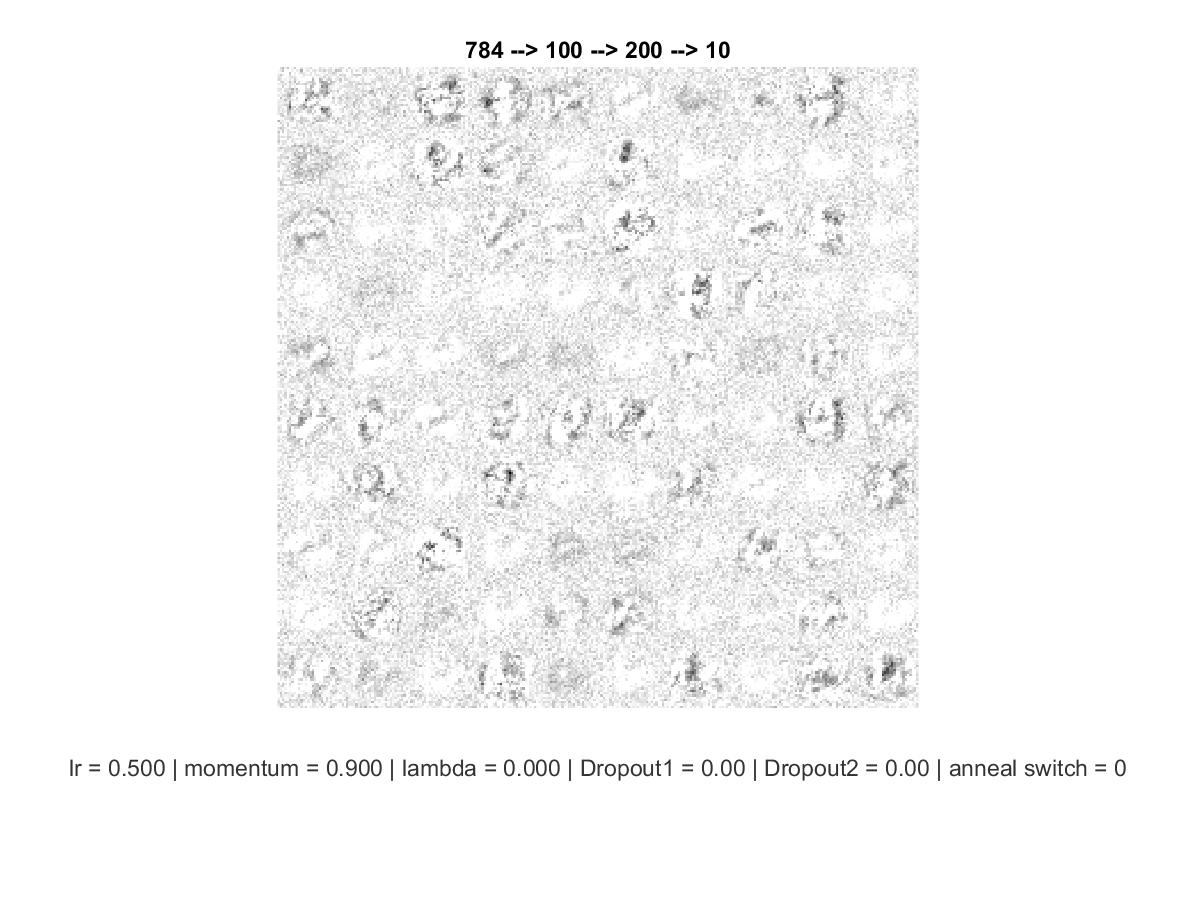 784 --> 100 --> 200 --> 10
lr = 0.500 | momentum = 0.900 | lambda = 0.000 | Dropout1 = 0.00 | Dropout2 = 0.00 | anneal switch = 0